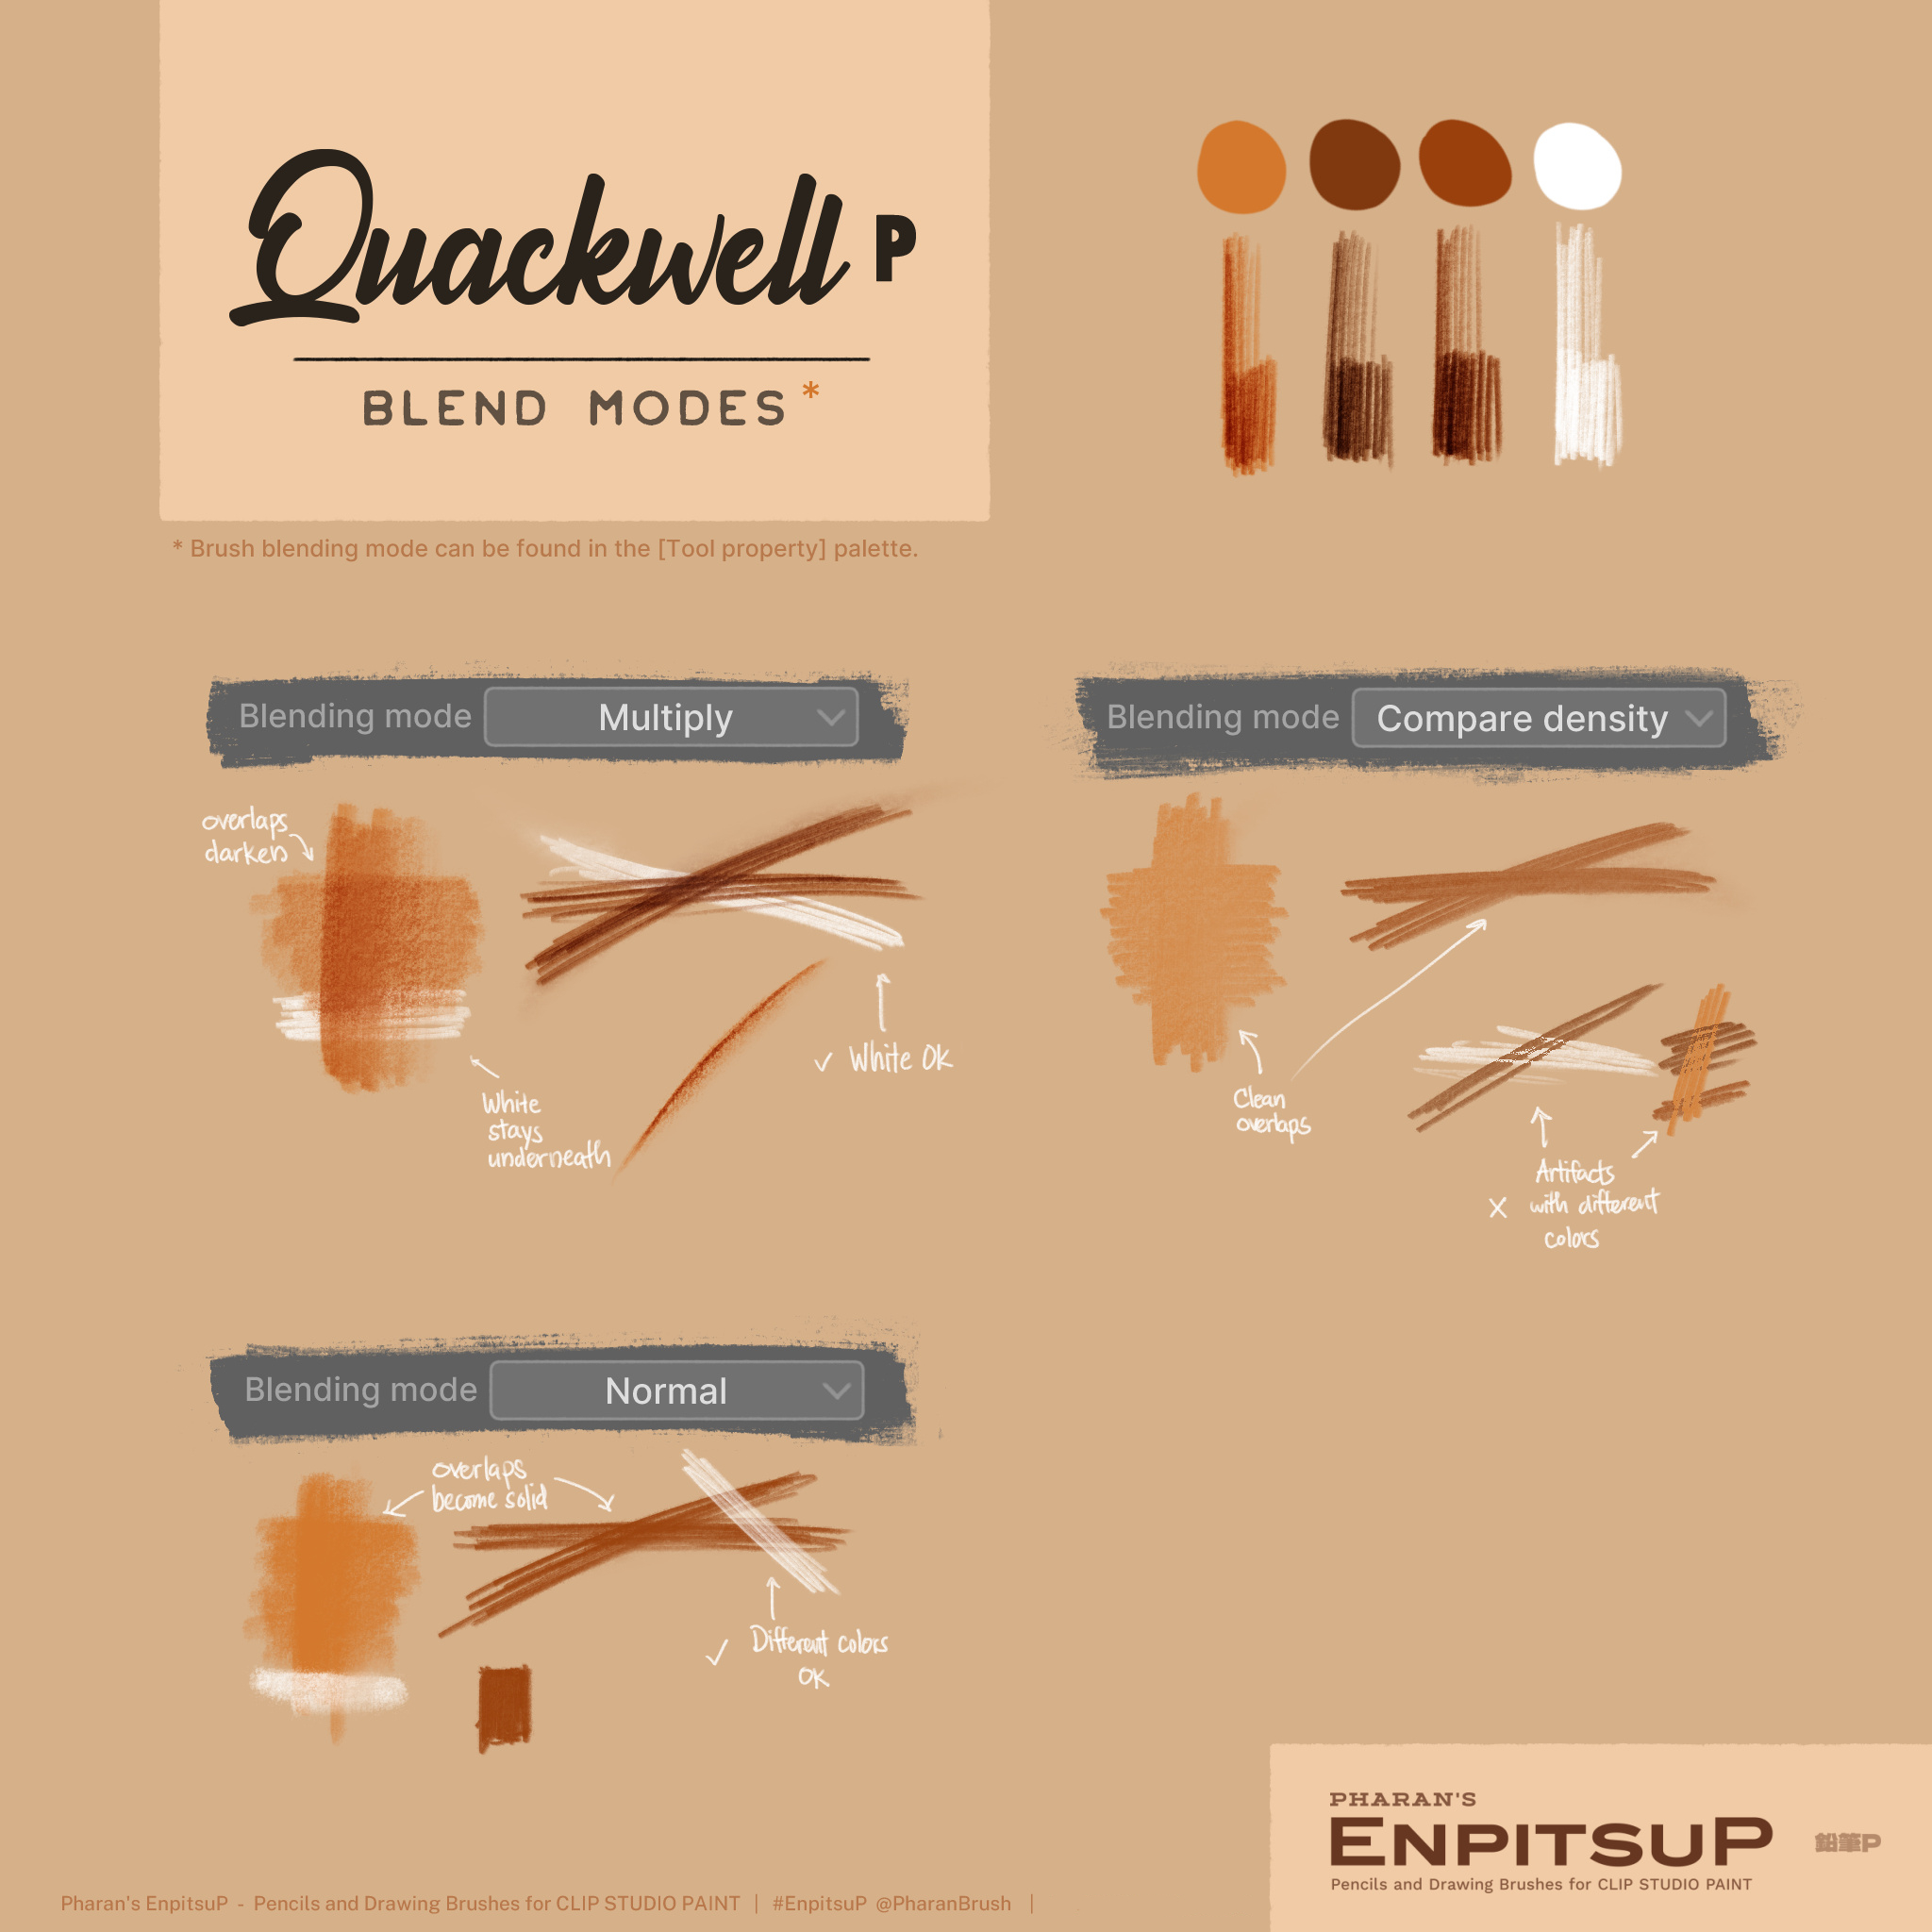 Quackwell P
BLEND MODES*
* Brush blending mode can be found in the [Tool property] palette.
Blending mode Multiply
overlaps
darken
✓ White OK
White
stays
underneath
Blending mode Compare density
Clean
overlaps
Artifacts
X with different
colors
Blending mode Normal
overlaps
become solid
✓ Different colors
OK
PHARAN'S
ENPITSUP 鉛筆P
Pencils and Drawing Brushes for CLIP STUDIO PAINT
Pharan's EnpitsuP - Pencils and Drawing Brushes for CLIP STUDIO PAINT | #EnpitsuP @PharanBrush |